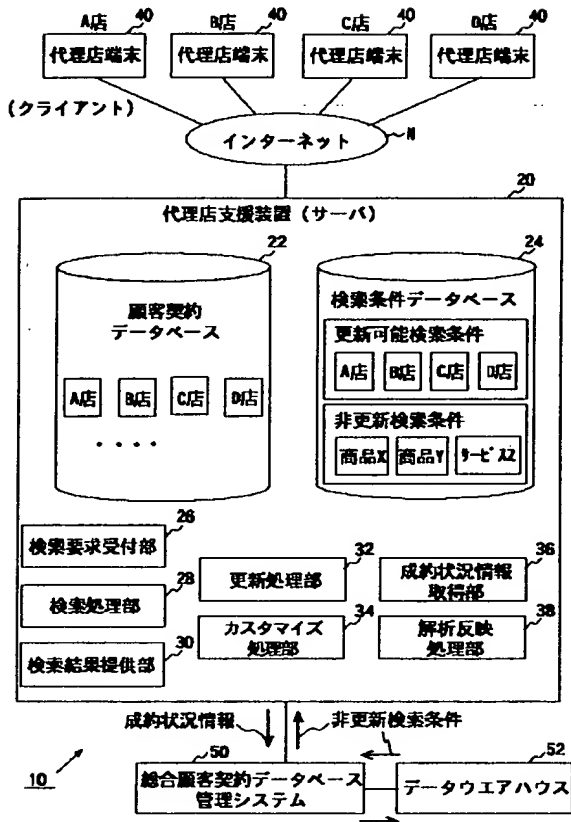 A店 40 B店 40 C店 40 D店 40
代理店端末 代理店端末 代理店端末 代理店端末
(クライアント)
インターネット N
20
代理店支援装置(サーバ)
22 24
顧客契約
データベース
A店 B店 C店 D店
・・・・
検索条件データベース
更新可能検索条件
A店 B店 C店 D店
非更新検索条件
商品X 商品Y サービスZ
26
検索要求受付部
28
検索処理部
30
検索結果提供部
32
更新処理部
34
カスタマイズ
処理部
36
成約状況情報
取得部
38
解析反映
処理部
成約状況情報 非更新検索条件
10
50
総合顧客契約データベース
管理システム
52
データウエアハウス